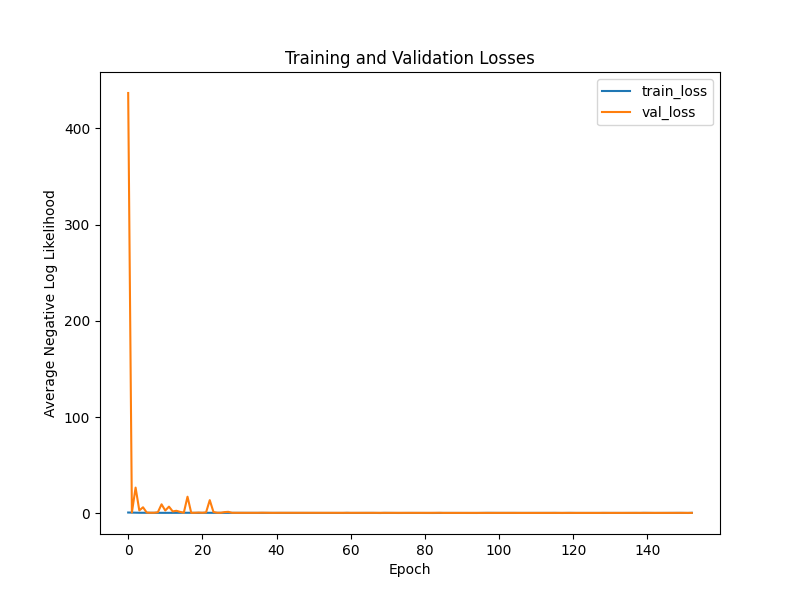 Training and Validation Losses
train_loss
val_loss
Average Negative Log Likelihood
400
300
200
100
0
0 20 40 60 80 100 120 140
Epoch